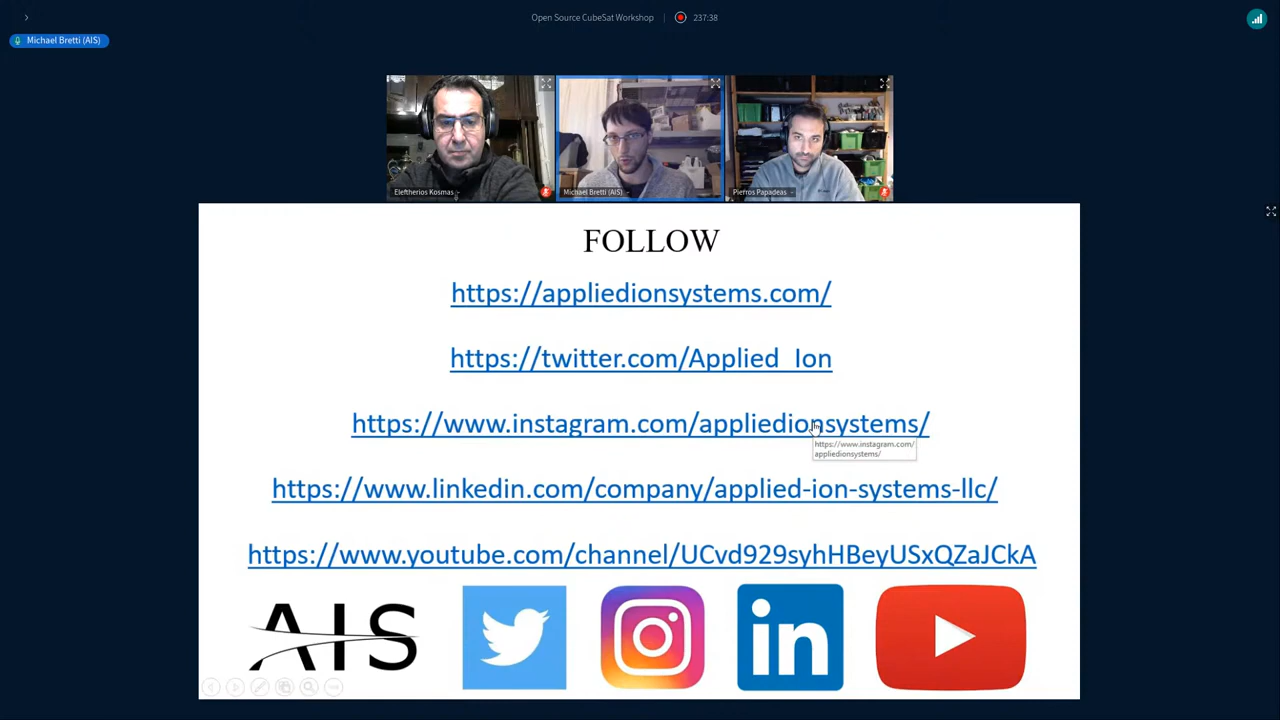 Open Source CubeSat Workshop
237:38
Michael Bretti (AIS)
Eleftherios Kosmas
Michael Bretti (AIS)
Pierros Papadeas
FOLLOW
https://appliedionsystems.com/
https://twitter.com/Applied_Ion
https://www.instagram.com/appliedionsystems/
https://www.instagram.com/
appliedionsystems/
https://www.linkedin.com/company/applied-ion-systems-llc/
https://www.youtube.com/channel/UCvd929syhHBeyUSxQZaJCkA
AIS
in